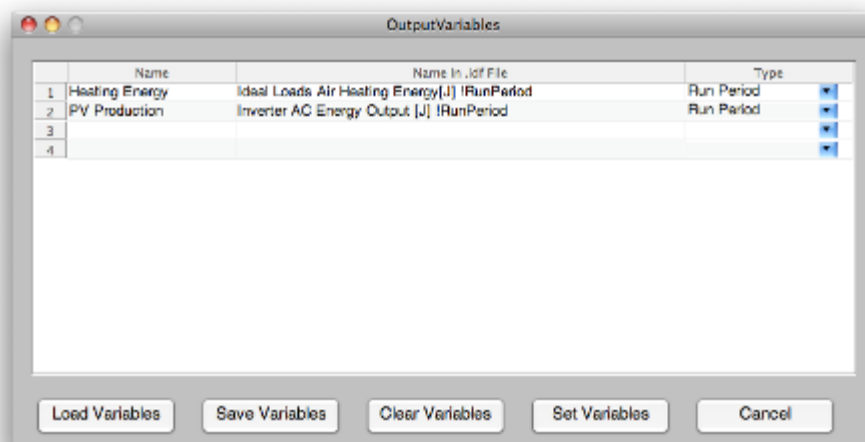 OutputVariables
Name Name In .idf File Type
1 Heating Energy Ideal Loads Air Heating Energy[J] !RunPeriod Run Period
2 PV Production Inverter AC Energy Output [J] !RunPeriod Run Period
3
4
Load Variables Save Variables Clear Variables Set Variables Cancel